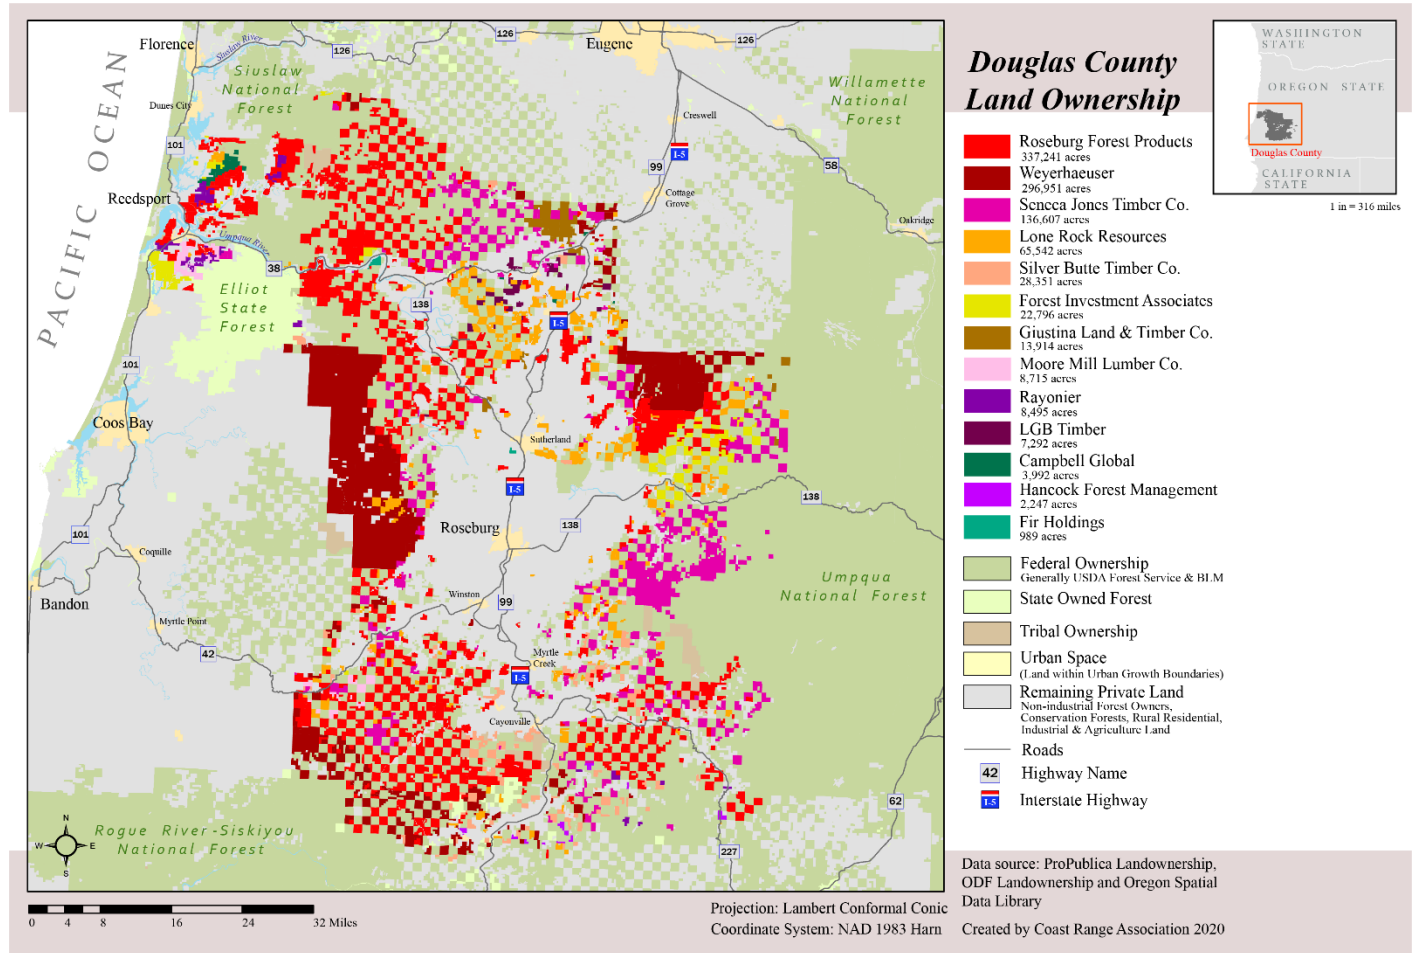 Douglas County
Land Ownership
Roseburg Forest Products
337,241 acres
Weyerhaeuser
296,951 acres
Seneca Jones Timber Co.
136,607 acres
Lone Rock Resources
65,542 acres
Silver Butte Timber Co.
28,351 acres
Forest Investment Associates
22,796 acres
Giustina Land & Timber Co.
13,914 acres
Moore Mill Lumber Co.
8,715 acres
Rayonier
8,495 acres
LGB Timber
7,292 acres
Campbell Global
3,992 acres
Hancock Forest Management
2,247 acres
Fir Holdings
989 acres
Federal Ownership
Generally USDA Forest Service & BLM
State Owned Forest
Tribal Ownership
Urban Space
(Land within Urban Growth Boundaries)
Remaining Private Land
Non-industrial Forest Owners,
Conservation Forests, Rural Residential,
Industrial & Agriculture Land
Roads
42
Highway Name
I-5
Interstate Highway
WASHINGTON
STATE
OREGON STATE
Douglas County
CALIFORNIA
STATE
1 in = 316 miles
PACIFIC OCEAN
Florence
Siuslaw River
126
126
Eugene
126
Siuslaw
National
Forest
Willamette
National
Forest
Dunes City
Creswell
101
I-5
99
58
Reedsport
Cottage
Grove
Oakridge
Umpqua River
38
Elliot
State
Forest
138
I-5
101
Coos Bay
Sutherland
I-5
138
Roseburg
138
101
Coquille
Umpqua
National Forest
Bandon
Winston
99
Myrtle Point
42
Myrtle
Creek
I-5
Canyonville
62
227
Rogue River-Siskiyou
National Forest
N
W
E
S
0
4
8
16
24
32 Miles
Projection: Lambert Conformal Conic
Coordinate System: NAD 1983 Harn
Data source: ProPublica Landownership,
ODF Landownership and Oregon Spatial
Data Library
Created by Coast Range Association 2020